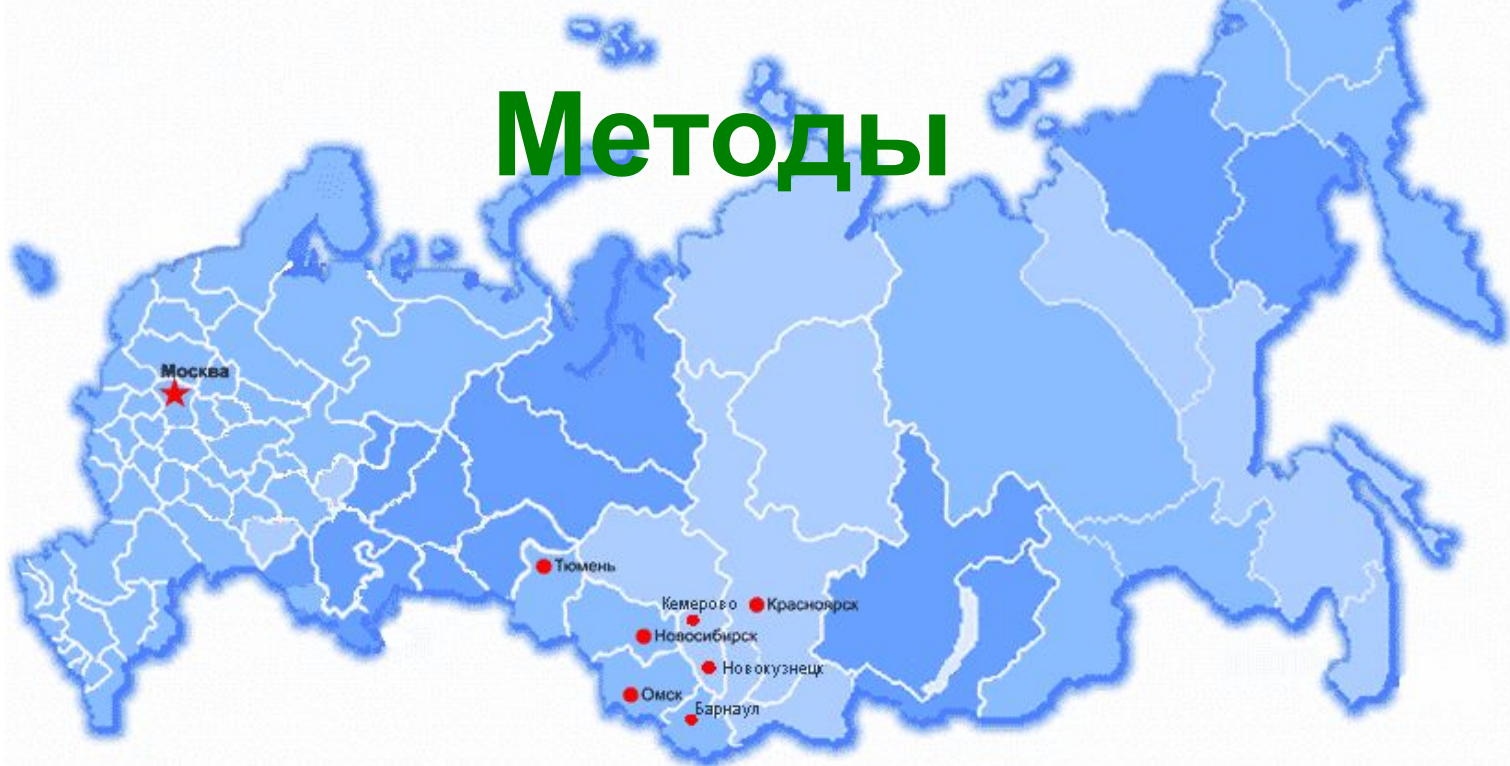 Методы
Москва
Тюмень
Кемерово
Красноярск
Новосибирск
Новокузнецк
Омск
Барнаул